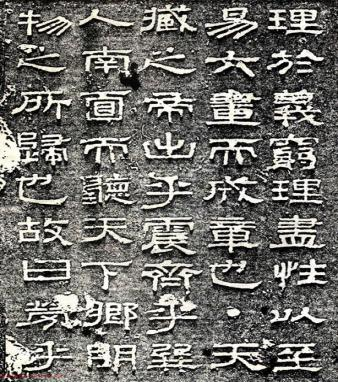 理於義窮理盡性以至
易六畫而成章也・天
臧之帝出乎震齊乎巽
人南面而聽天下鄉明
物之所歸也故曰勞乎